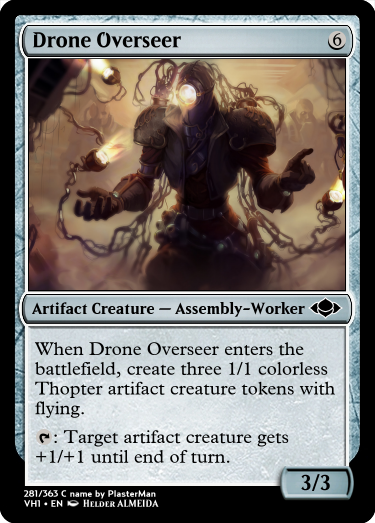 Drone Overseer 6
Artifact Creature — Assembly-Worker
When Drone Overseer enters the
battlefield, create three 1/1 colorless
Thopter artifact creature tokens with
flying.
: Target artifact creature gets
+1/+1 until end of turn.
3/3
281/363 C name by PlasterMan
VH1 • EN Helder ALMEIDA